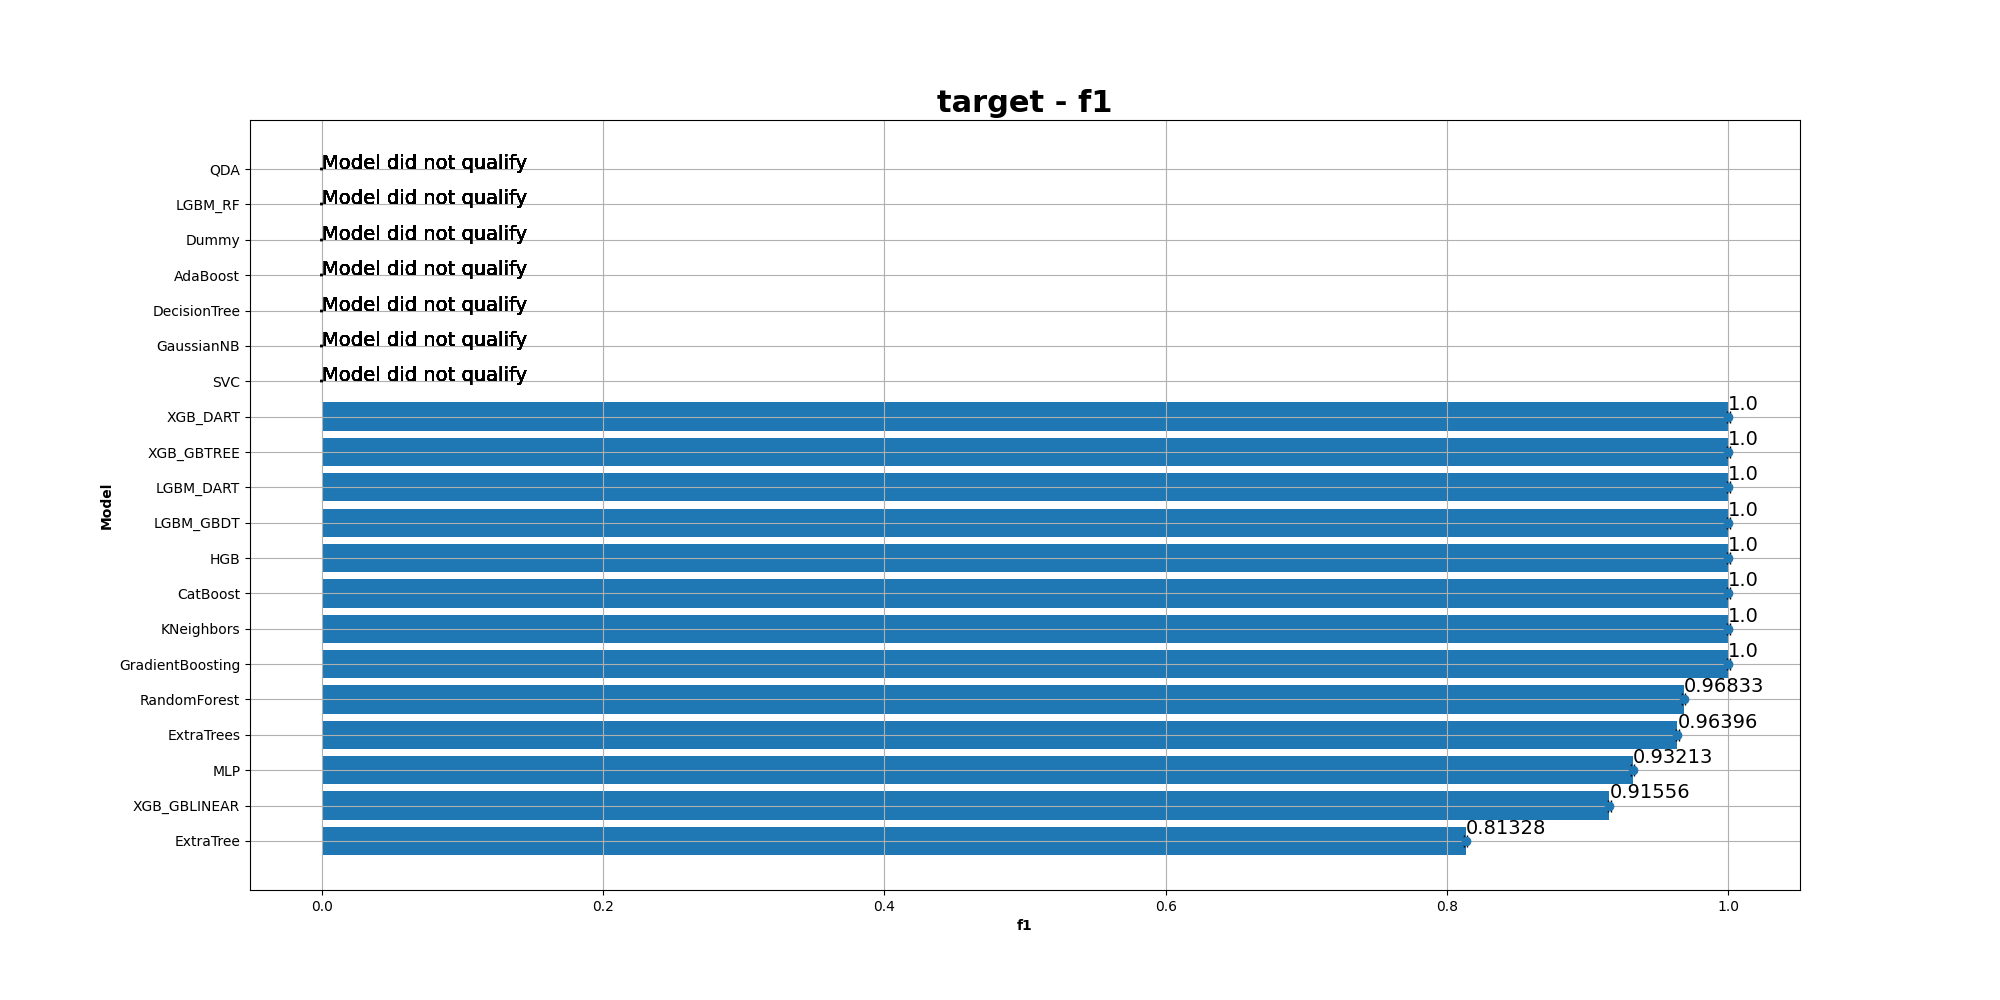 target - f1
QDA Model did not qualify
LGBM_RF Model did not qualify
Dummy Model did not qualify
AdaBoost Model did not qualify
DecisionTree Model did not qualify
GaussianNB Model did not qualify
SVC Model did not qualify
XGB_DART 1.0
XGB_GBTREE 1.0
LGBM_DART 1.0
LGBM_GBDT 1.0
HGB 1.0
CatBoost 1.0
KNeighbors 1.0
GradientBoosting 1.0
RandomForest 0.96833
ExtraTrees 0.96396
MLP 0.93213
XGB_GBLINEAR 0.91556
ExtraTree 0.81328
Model
0.0 0.2 0.4 0.6 0.8 1.0
f1